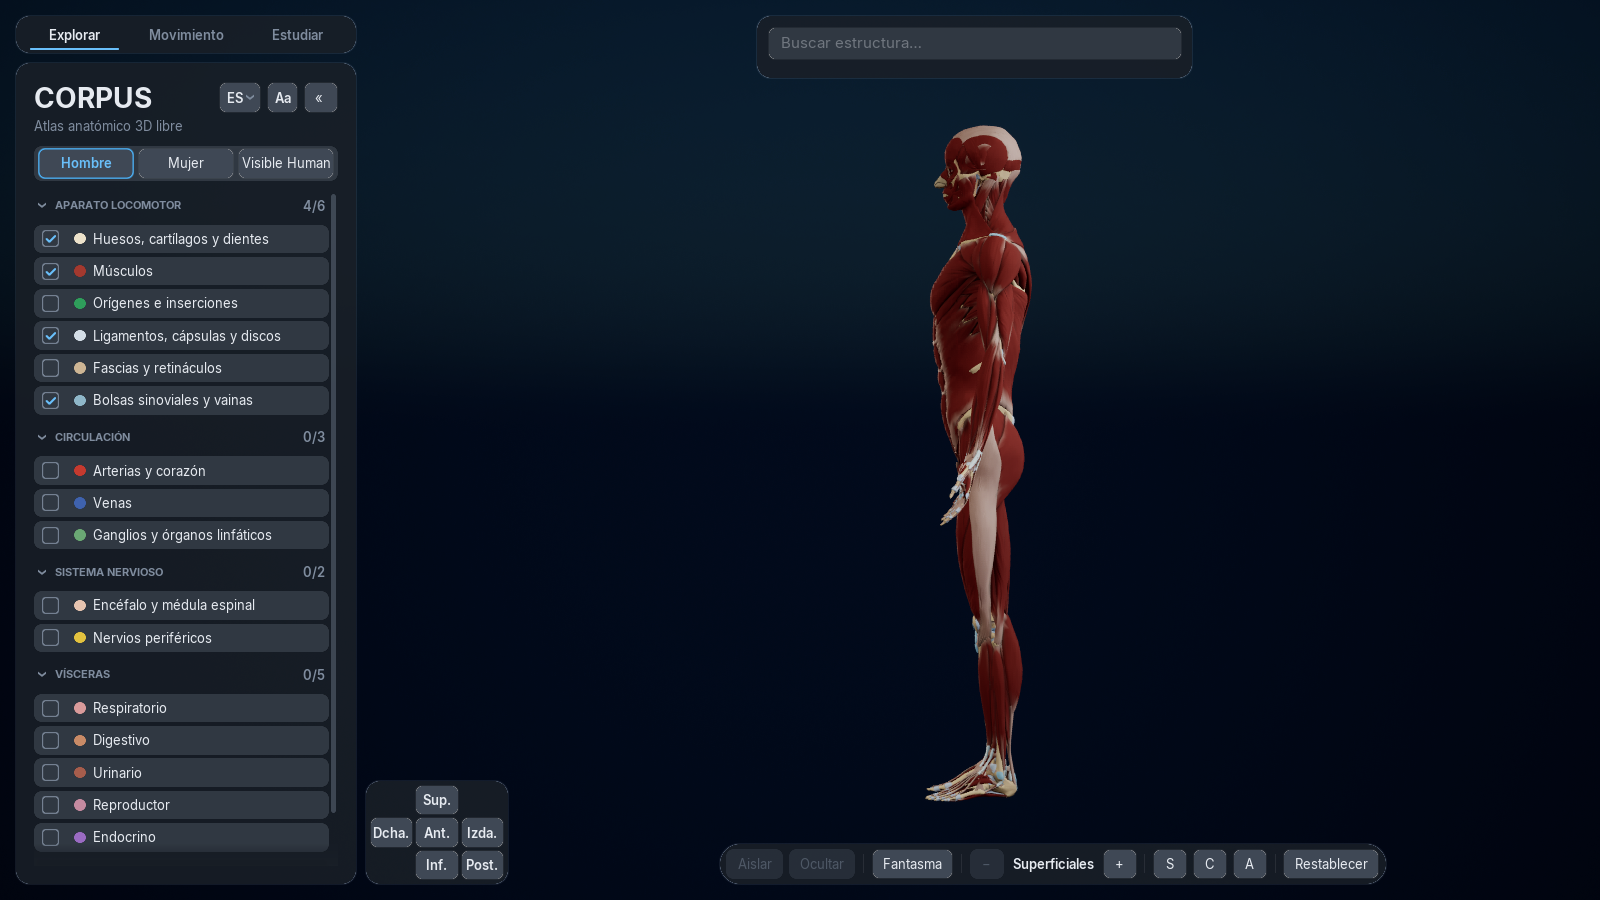 Explorar Movimiento Estudiar
Buscar estructura...
CORPUS ES Aa «
Atlas anatómico 3D libre
Hombre Mujer Visible Human
APARATO LOCOMOTOR 4/6
Huesos, cartílagos y dientes
Músculos
Orígenes e inserciones
Ligamentos, cápsulas y discos
Fascias y retináculos
Bolsas sinoviales y vainas
CIRCULACIÓN 0/3
Arterias y corazón
Venas
Ganglios y órganos linfáticos
SISTEMA NERVIOSO 0/2
Encéfalo y médula espinal
Nervios periféricos
VÍSCERAS 0/5
Respiratorio
Digestivo
Urinario
Reproductor
Endocrino
Sup.
Dcha. Ant. Izda.
Inf. Post.
Aislar Ocultar Fantasma − Superficiales + S C A Restablecer